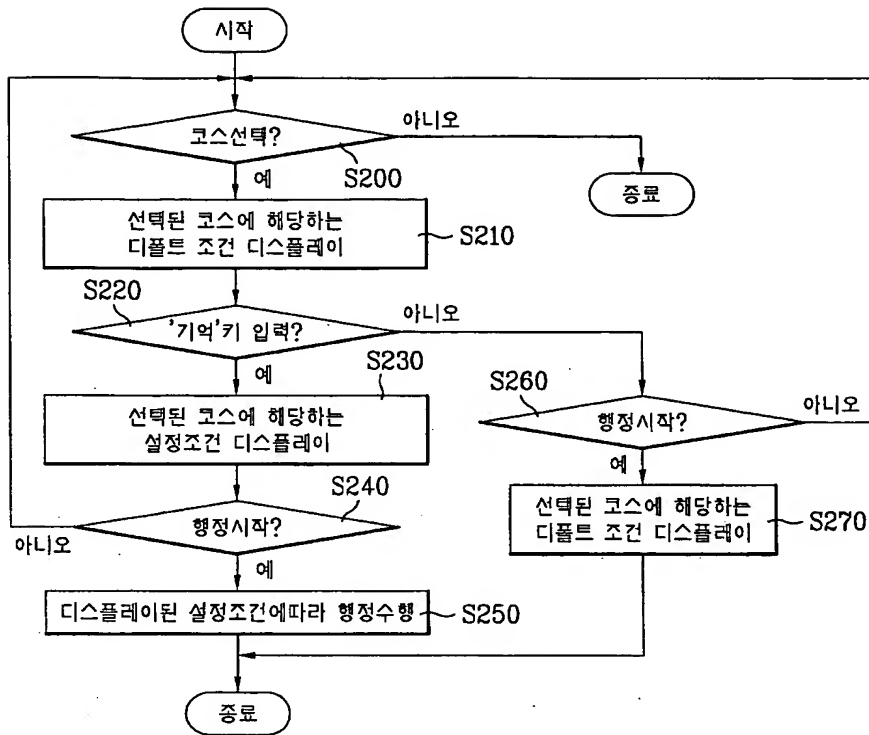 시작
코스선택?
아니오
S200
예
종료
선택된 코스에 해당하는
디폴트 조건 디스플레이
S210
S220
'기억'키 입력?
아니오
예
S230
선택된 코스에 해당하는
설정조건 디스플레이
S260
행정시작?
아니오
예
S240
행정시작?
아니오
예
선택된 코스에 해당하는
디폴트 조건 디스플레이
S270
디스플레이된 설정조건에따라 행정수행
S250
종료